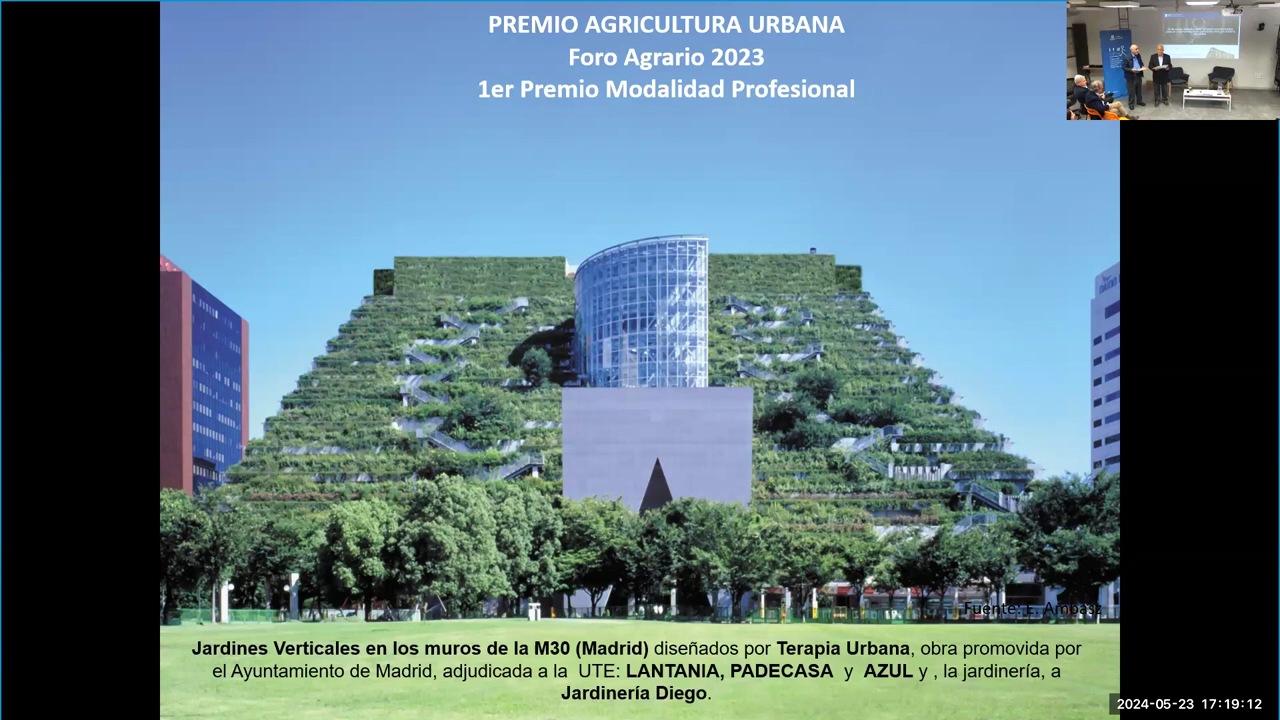 PREMIO AGRICULTURA URBANA
Foro Agrario 2023
1er Premio Modalidad Profesional
Fuente: E. Ambasz
Jardines Verticales en los muros de la M30 (Madrid) diseñados por Terapia Urbana, obra promovida por
el Ayuntamiento de Madrid, adjudicada a la UTE: LANTANIA, PADECASA y AZUL y , la jardinería, a
Jardinería Diego.
2024-05-23 17:19:12